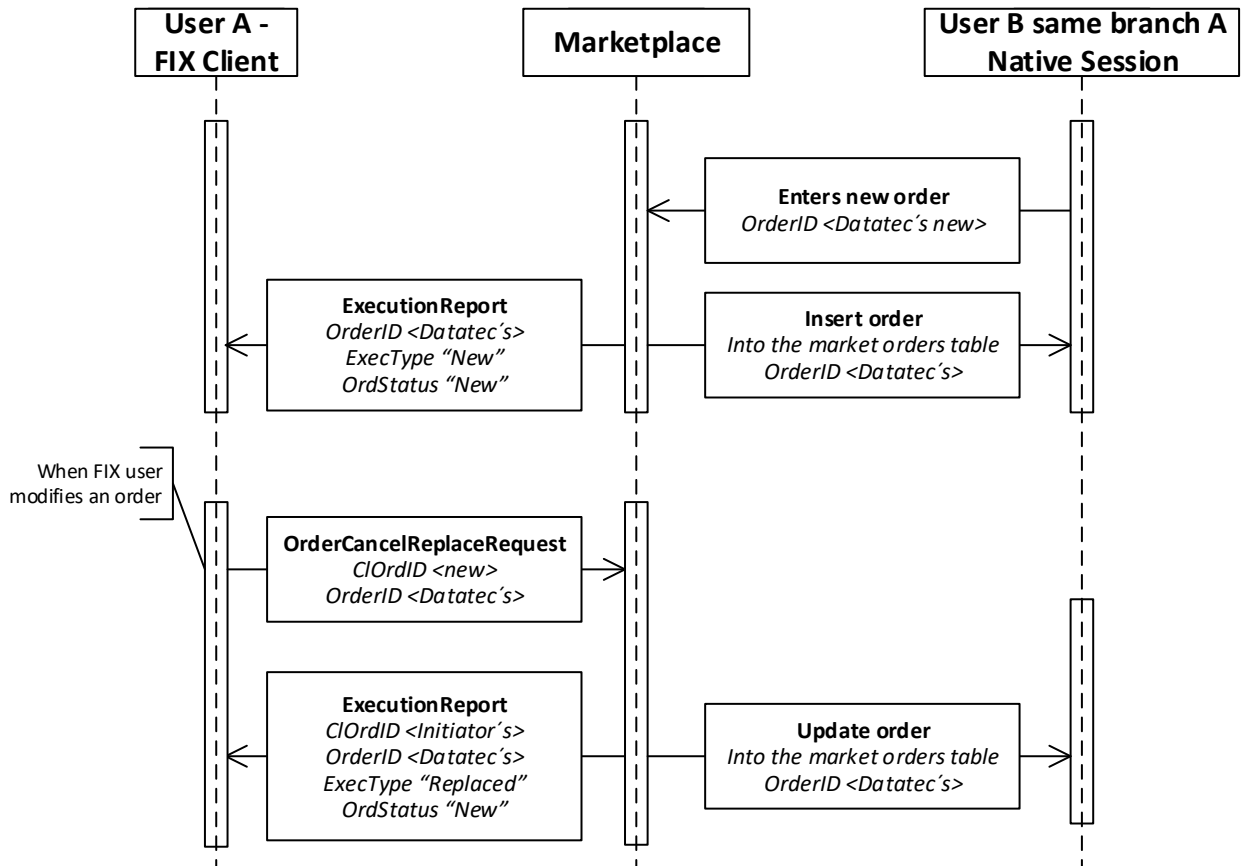 User A -
FIX Client
Marketplace
User B same branch A
Native Session
Enters new order
OrderID <Datatec´s new>
ExecutionReport
OrderID <Datatec´s>
ExecType “New”
OrdStatus “New”
Insert order
Into the market orders table
OrderID <Datatec´s>
When FIX user
modifies an order
OrderCancelReplaceRequest
ClOrdID <new>
OrderID <Datatec´s>
ExecutionReport
ClOrdID <Initiator´s>
OrderID <Datatec´s>
ExecType “Replaced”
OrdStatus “New”
Update order
Into the market orders table
OrderID <Datatec´s>